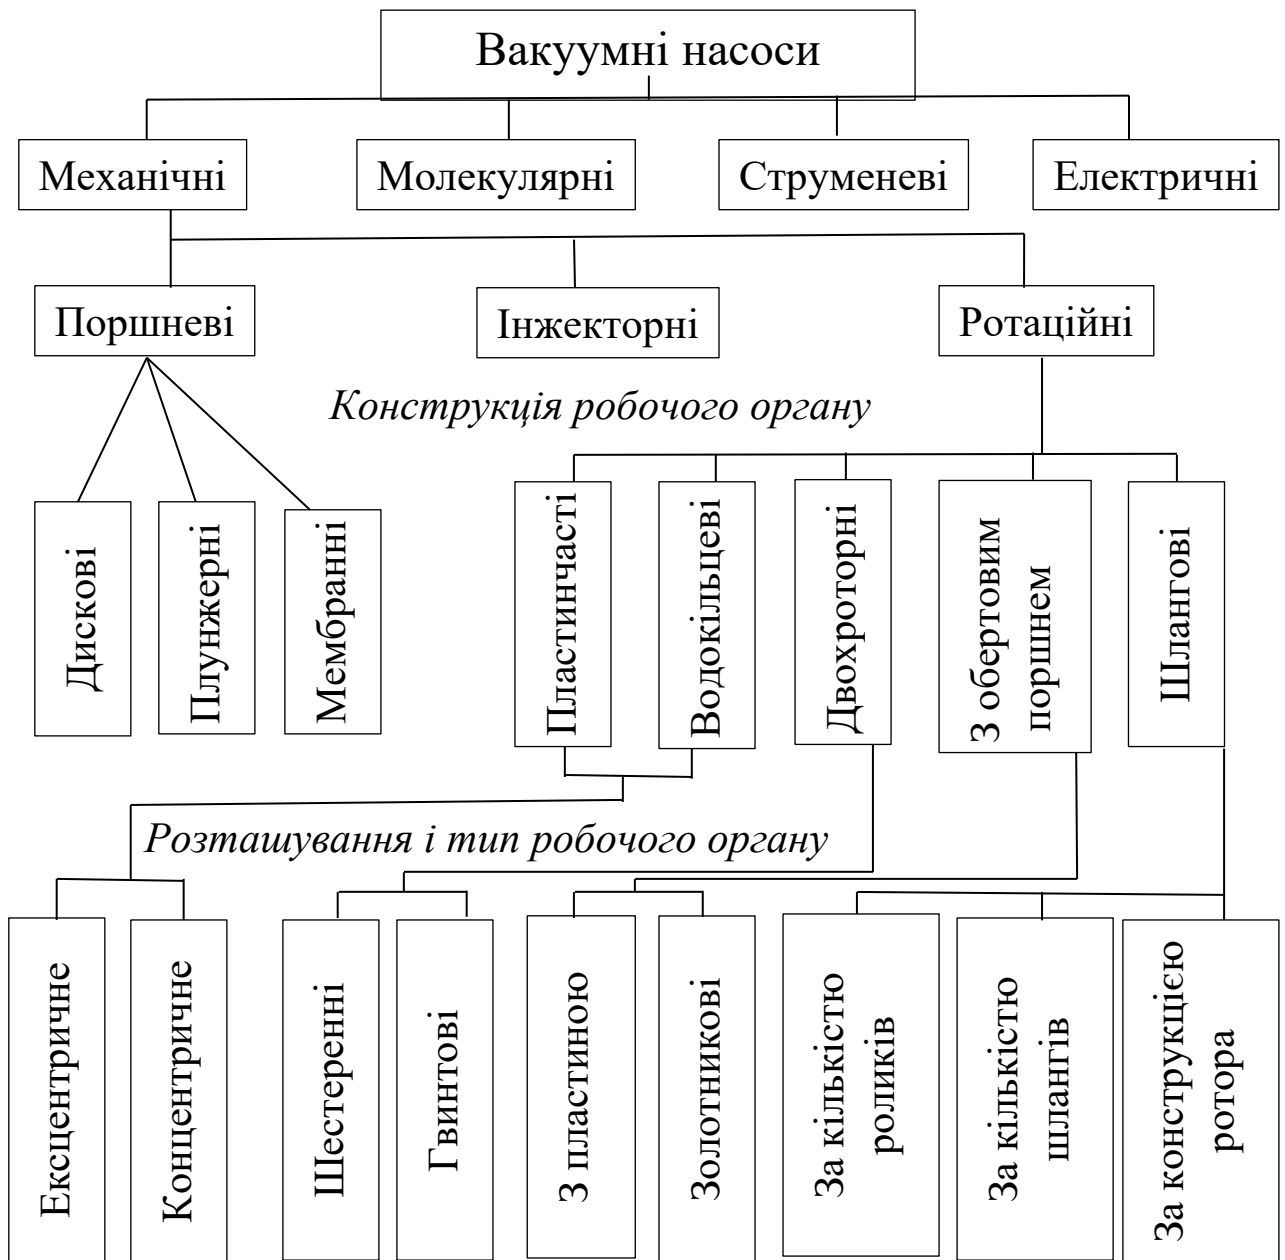 Вакуумні насоси
Механічні
Молекулярні
Струменеві
Електричні
Поршневі
Інжекторні
Ротаційні
Конструкція робочого органу
Дискові
Плунжерні
Мембранні
Пластинчасті
Водокільцеві
Двохроторні
З обертовим
поршнем
Шлангові
Розташування і тип робочого органу
Ексцентричне
Концентричне
Шестеренні
Гвинтові
З пластиною
Золотникові
За кількістю
роликів
За кількістю
шлангів
За конструкцією
ротора